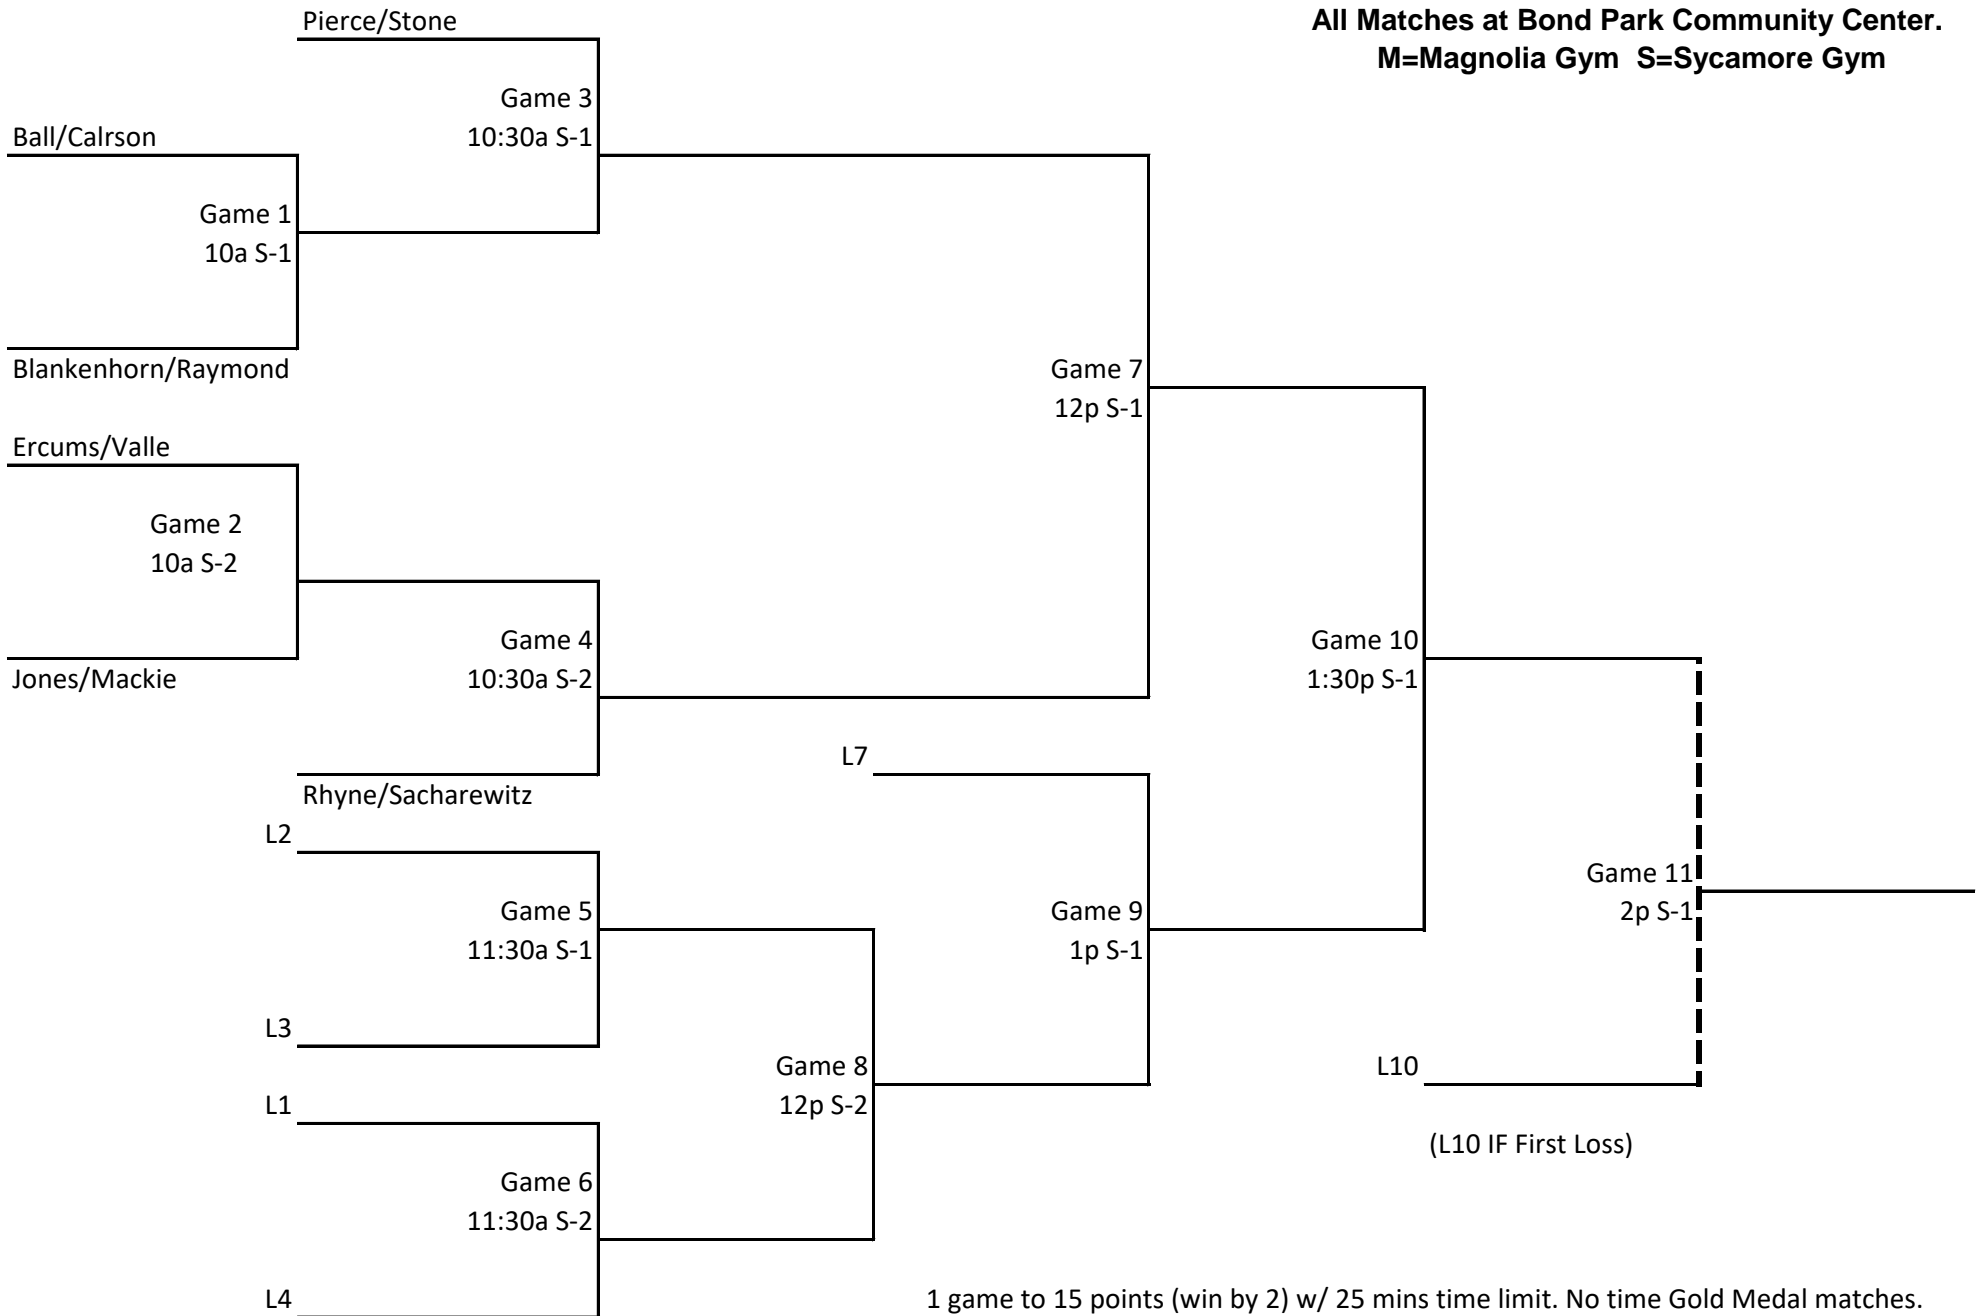 Pierce/Stone
All Matches at Bond Park Community Center.
M=Magnolia Gym  S=Sycamore Gym
Game 3
10:30a S-1
Ball/Calrson
Game 1
10a S-1
Blankenhorn/Raymond
Game 7
12p S-1
Ercums/Valle
Game 2
10a S-2
Game 4
10:30a S-2
Jones/Mackie
Game 10
1:30p S-1
L7
Rhyne/Sacharewitz
L2
Game 5
11:30a S-1
Game 9
1p S-1
Game 11
2p S-1
L3
Game 8
12p S-2
L10
L1
(L10 IF First Loss)
Game 6
11:30a S-2
L4
1 game to 15 points (win by 2) w/ 25 mins time limit. No time Gold Medal matches.